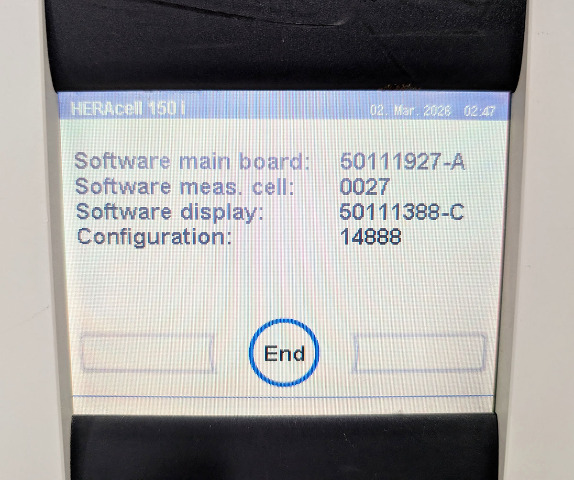 HERAcell 150 i 02. Mar. 2026 02:47
Software main board: 50111927-A
Software meas. cell: 0027
Software display: 50111388-C
Configuration: 14888
End